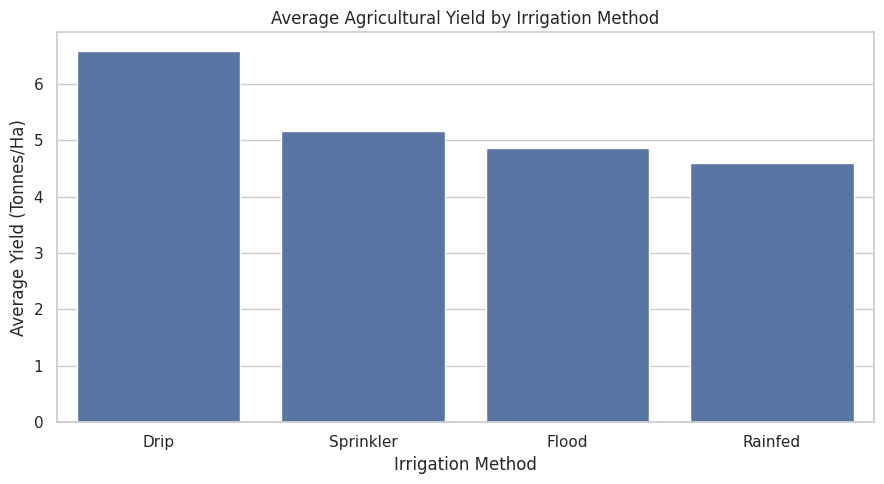 Average Agricultural Yield by Irrigation Method
Average Yield (Tonnes/Ha)
6
5
4
3
2
1
0
Drip Sprinkler Flood Rainfed
Irrigation Method